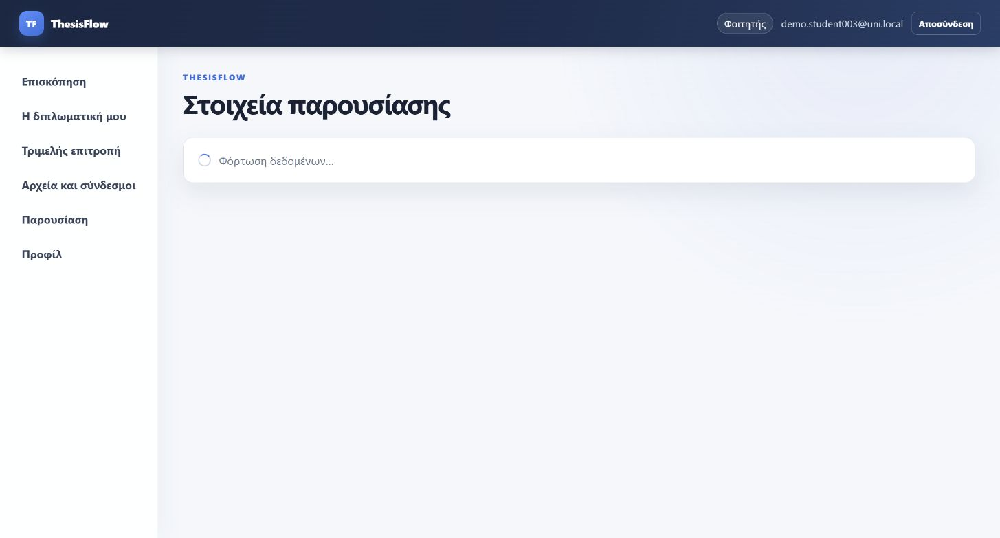 TF
ThesisFlow
Φοιτητής
demo.student003@uni.local
Αποσύνδεση
Επισκόπηση
Η διπλωματική μου
Τριμελής επιτροπή
Αρχεία και σύνδεσμοι
Παρουσίαση
Προφίλ
THESISFLOW
Στοιχεία παρουσίασης
Φόρτωση δεδομένων...